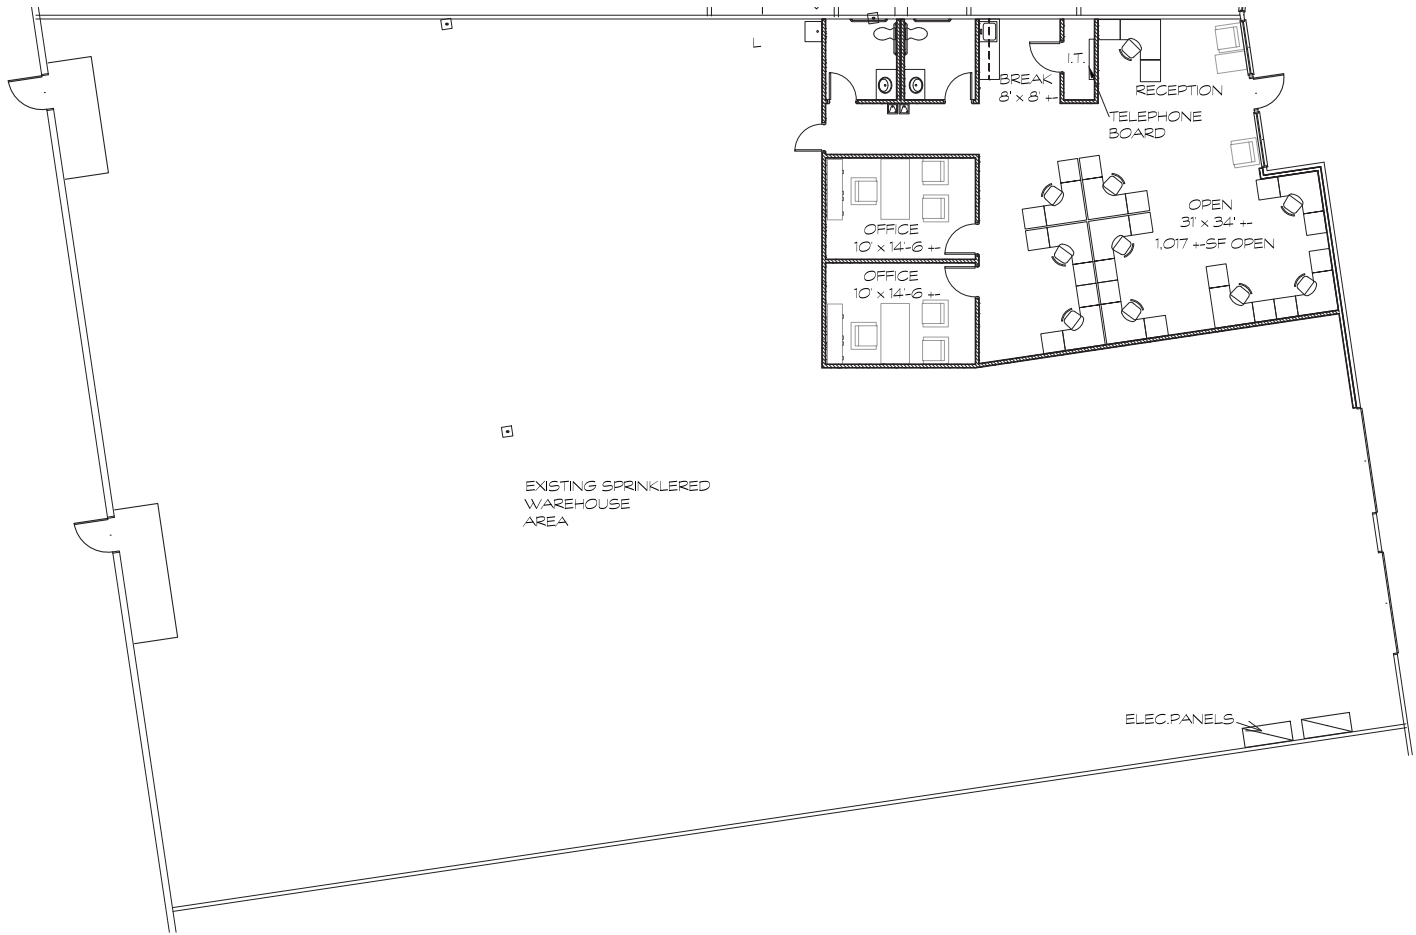 L
I.T.
BREAK
8' x 8' +-
RECEPTION
TELEPHONE
BOARD
OFFICE
10' x 14'-6 +-
OPEN
31' x 34' +-
1,017 +-SF OPEN
OFFICE
10' x 14'-6 +-
EXISTING SPRINKLERED
WAREHOUSE
AREA
ELEC.PANELS